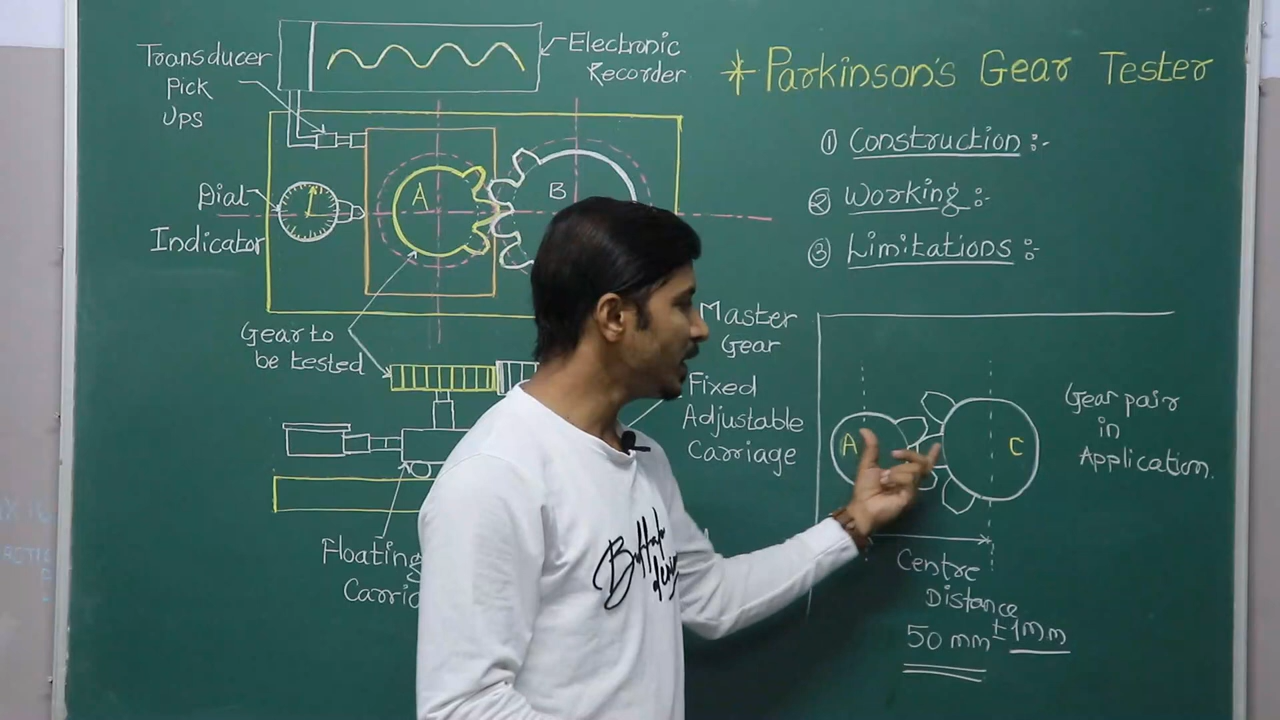 Transducer
Pick
UPS
Electronic
Recorder
* Parkinson's Gear Tester
① Construction :-
② Working :-
③ Limitations :-
Dial
Indicator
A
B
Gear to
be tested
Master
Gear
Fixed
Adjustable
Carriage
Floating
A
C
Gear pair
in
Application.
Centre
Distance
50 mm ± 1mm
Buffalo